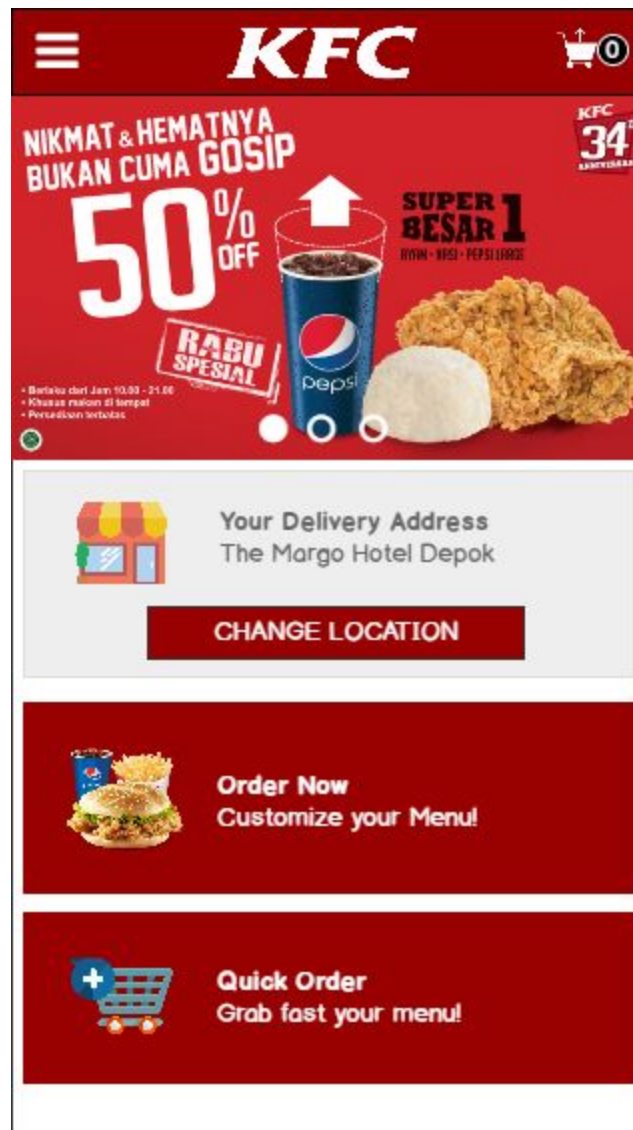 KFC
0
NIKMAT & HEMATNYA
BUKAN CUMA GOSIP
50% OFF
KFC
34
ANNIVERSARY
SUPER
BESAR 1
AYAM • NASI • PEPSI LARGE
RABU
SPESIAL
pepsi
• Berlaku dari Jam 10.00 - 21.00
• Khusus makan di tempat
• Persediaan terbatas
Your Delivery Address
The Margo Hotel Depok
CHANGE LOCATION
Order Now
Customize your Menu!
Quick Order
Grab fast your menu!